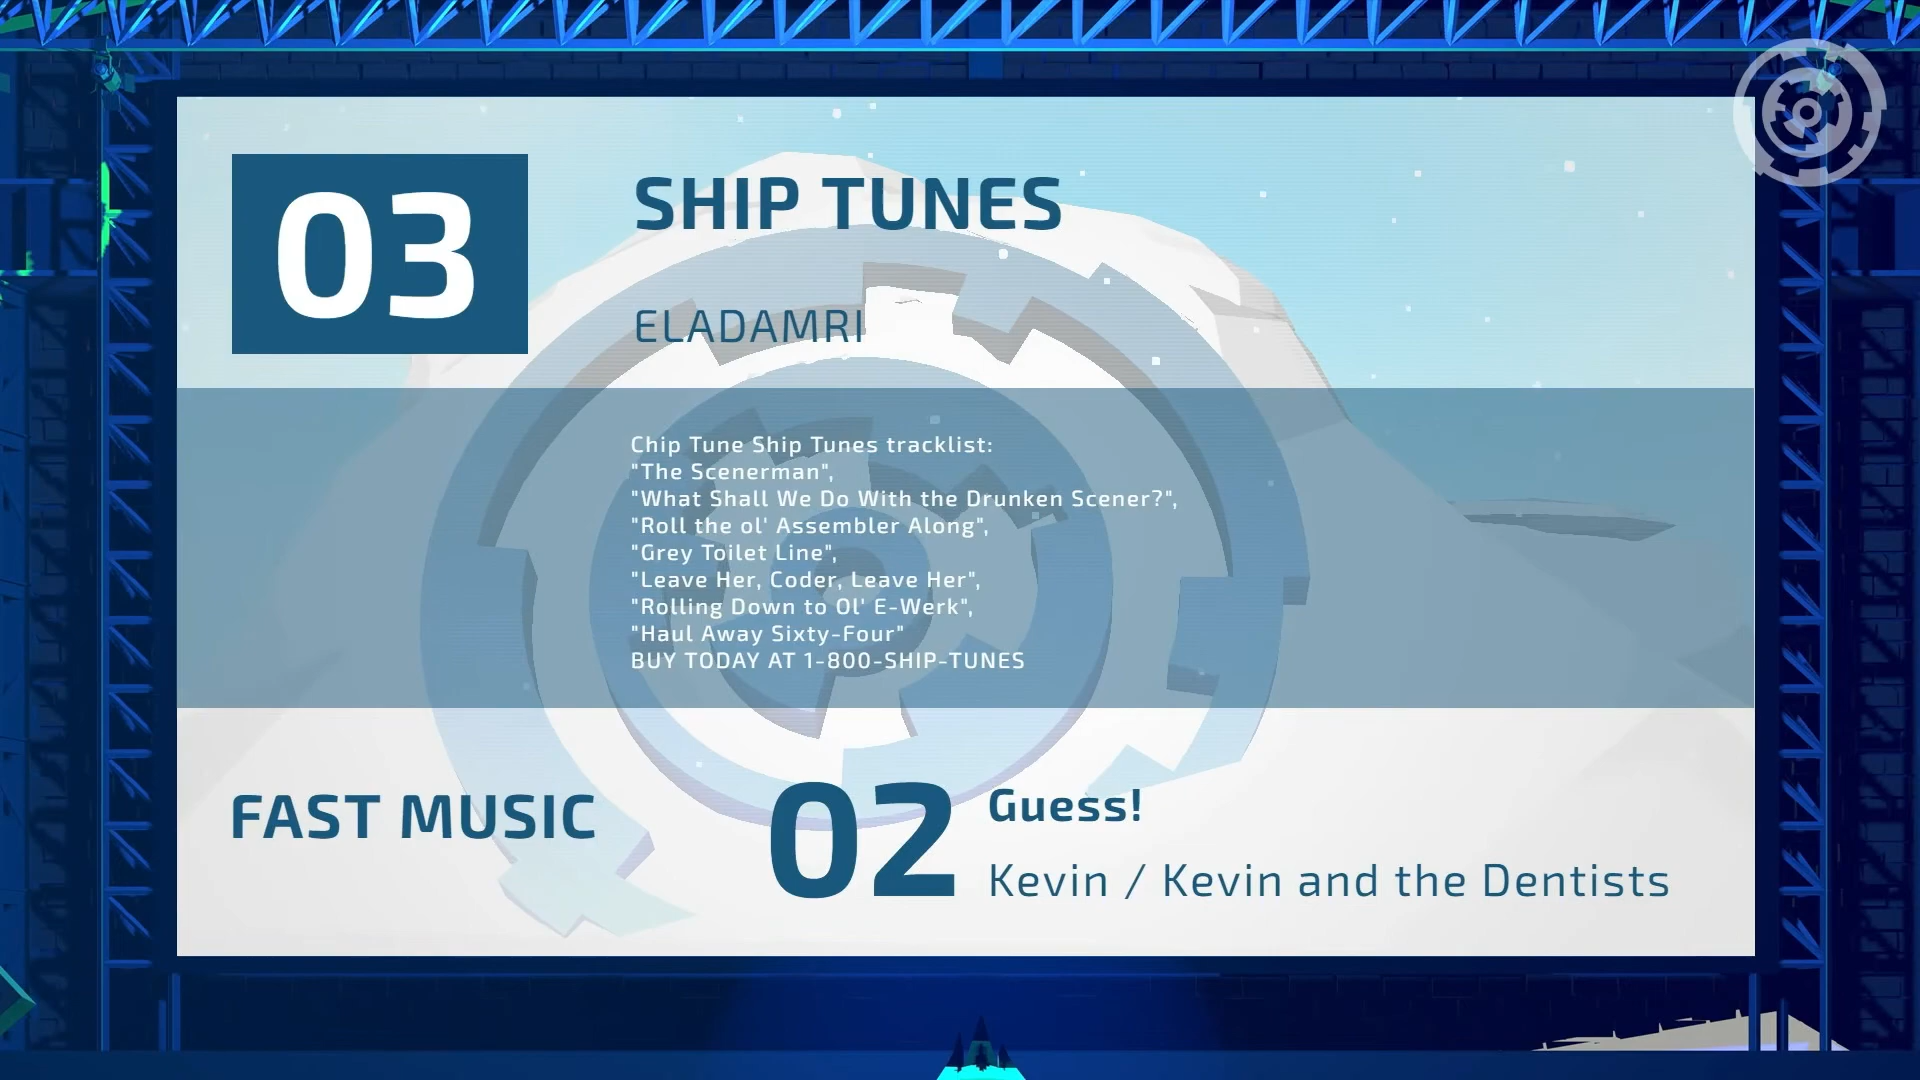 03
SHIP TUNES
ELADAMRI
Chip Tune Ship Tunes tracklist:
"The Scenerman",
"What Shall We Do With the Drunken Scener?",
"Roll the ol' Assembler Along",
"Grey Toilet Line",
"Leave Her, Coder, Leave Her",
"Rolling Down to Ol' E-Werk",
"Haul Away Sixty-Four"
BUY TODAY AT 1-800-SHIP-TUNES
FAST MUSIC
02
Guess!
Kevin / Kevin and the Dentists